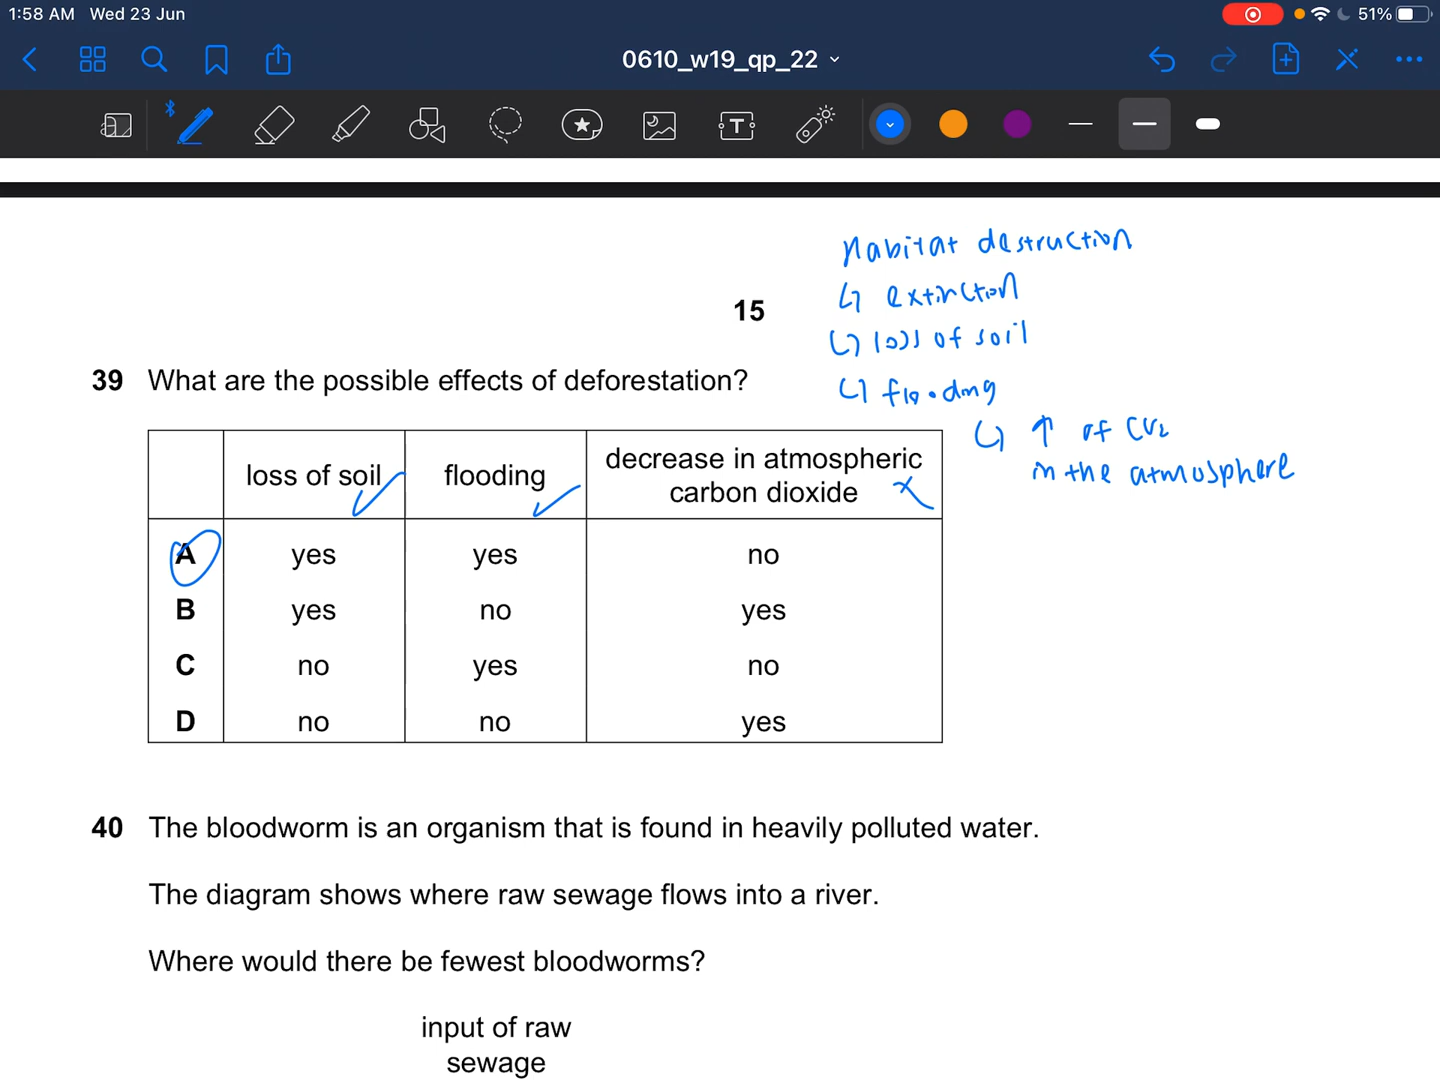 1:58 AM Wed 23 Jun
51%
0610_w19_qp_22
T
Habitat destruction
↳ extinction
15
↳ loss of soil
39 What are the possible effects of deforestation?
↳ flooding
↳ ↑ of CO2
in the atmosphere
loss of soil ✓ flooding ✓ decrease in atmospheric
carbon dioxide ✗
A yes yes no
B yes no yes
C no yes no
D no no yes
40 The bloodworm is an organism that is found in heavily polluted water.
The diagram shows where raw sewage flows into a river.
Where would there be fewest bloodworms?
input of raw
sewage